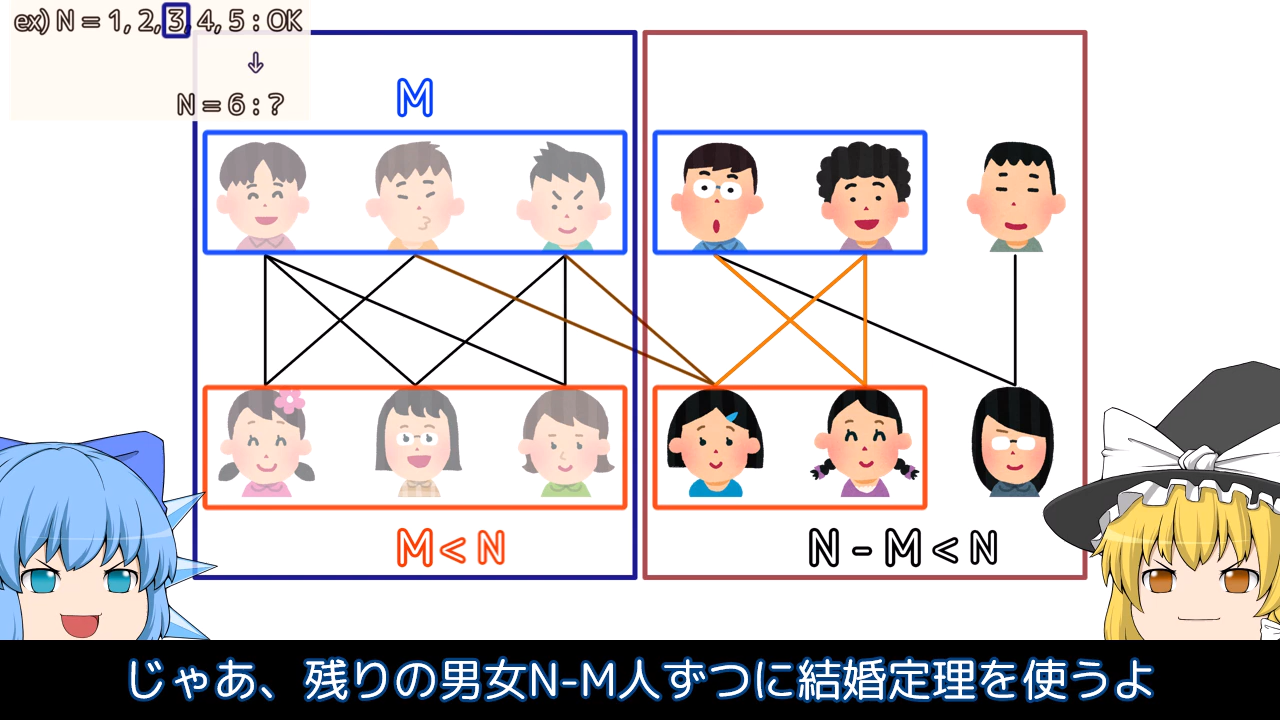 ex) N = 1, 2, 3, 4, 5 : OK
↓
N = 6 : ?
M
M < N
N - M < N
じゃあ、残りの男女N-M人ずつに結婚定理を使うよ